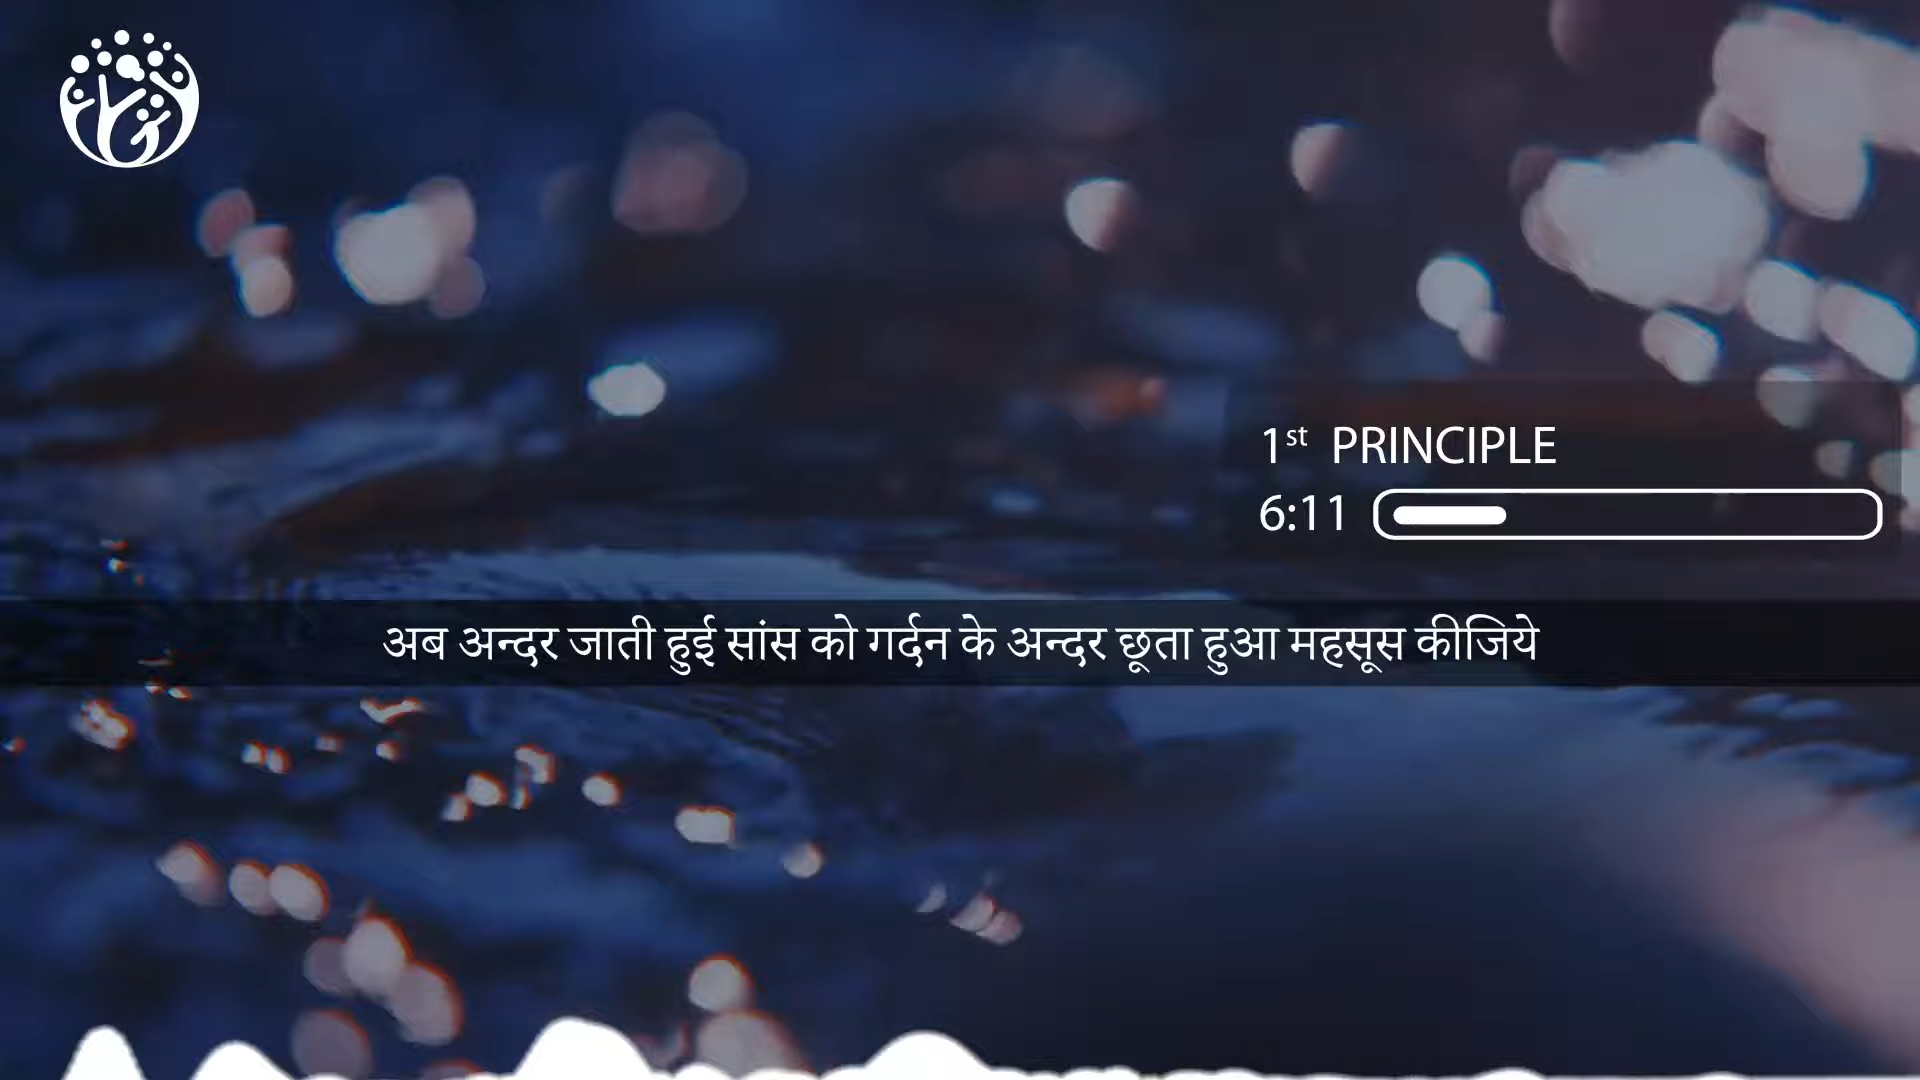 1st PRINCIPLE
6:11
अब अन्दर जाती हुई सांस को गर्दन के अन्दर छूता हुआ महसूस कीजिये